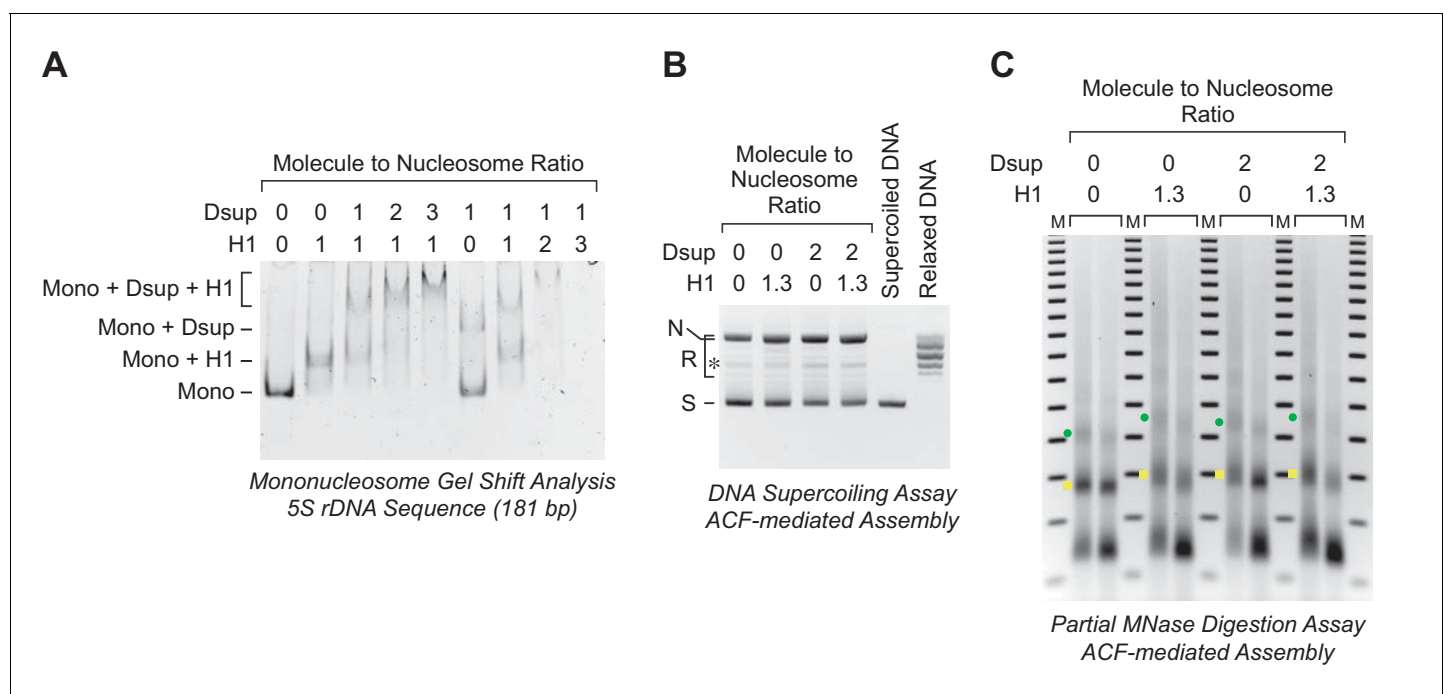 A
Molecule to Nucleosome Ratio
Dsup 0 0 1 2 3 1 1 1 1
H1 0 1 1 1 1 0 1 2 3
Mono + Dsup + H1
Mono + Dsup –
Mono + H1 –
Mono –
Mononucleosome Gel Shift Analysis
5S rDNA Sequence (181 bp)
B
Molecule to
Nucleosome
Ratio
Supercoiled DNA
Relaxed DNA
Dsup 0 0 2 2
H1 0 1.3 0 1.3
N
R *
S –
DNA Supercoiling Assay
ACF-mediated Assembly
C
Molecule to Nucleosome
Ratio
Dsup 0 0 2 2
H1 0 1.3 0 1.3
M M M M M
Partial MNase Digestion Assay
ACF-mediated Assembly